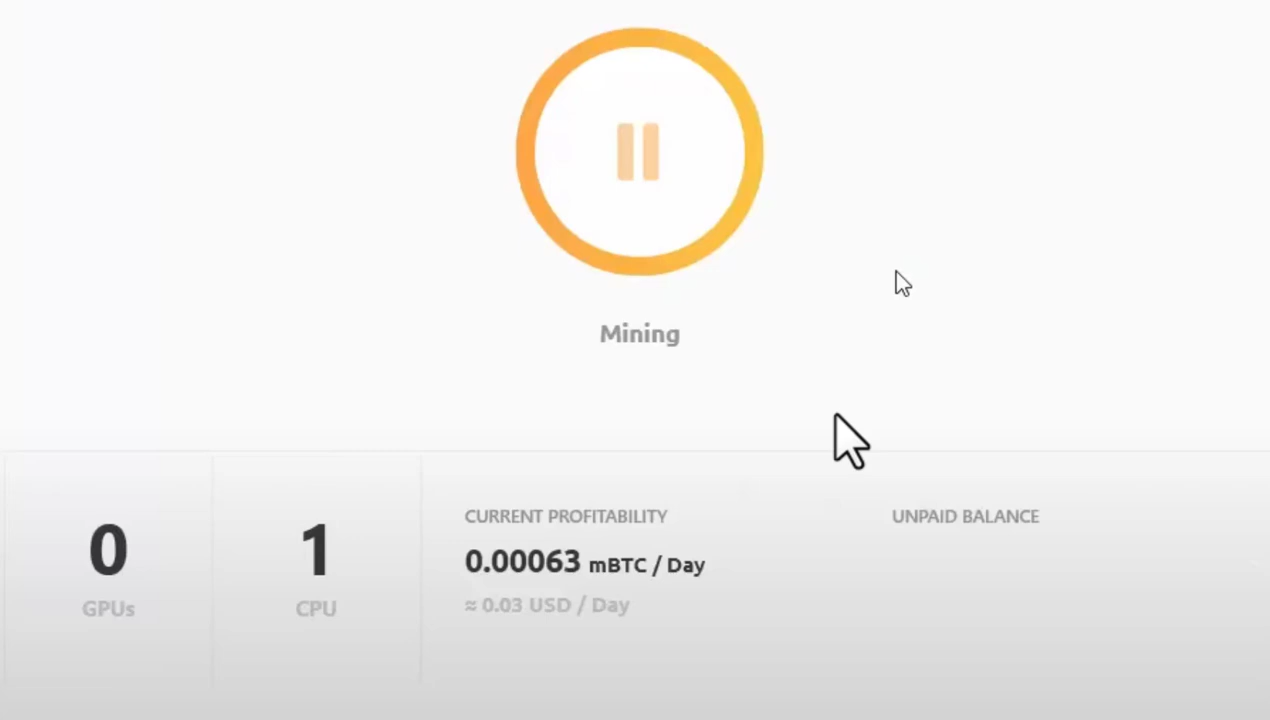 Mining
0
GPUs
1
CPU
CURRENT PROFITABILITY
0.00063 mBTC / Day
≈ 0.03 USD / Day
UNPAID BALANCE